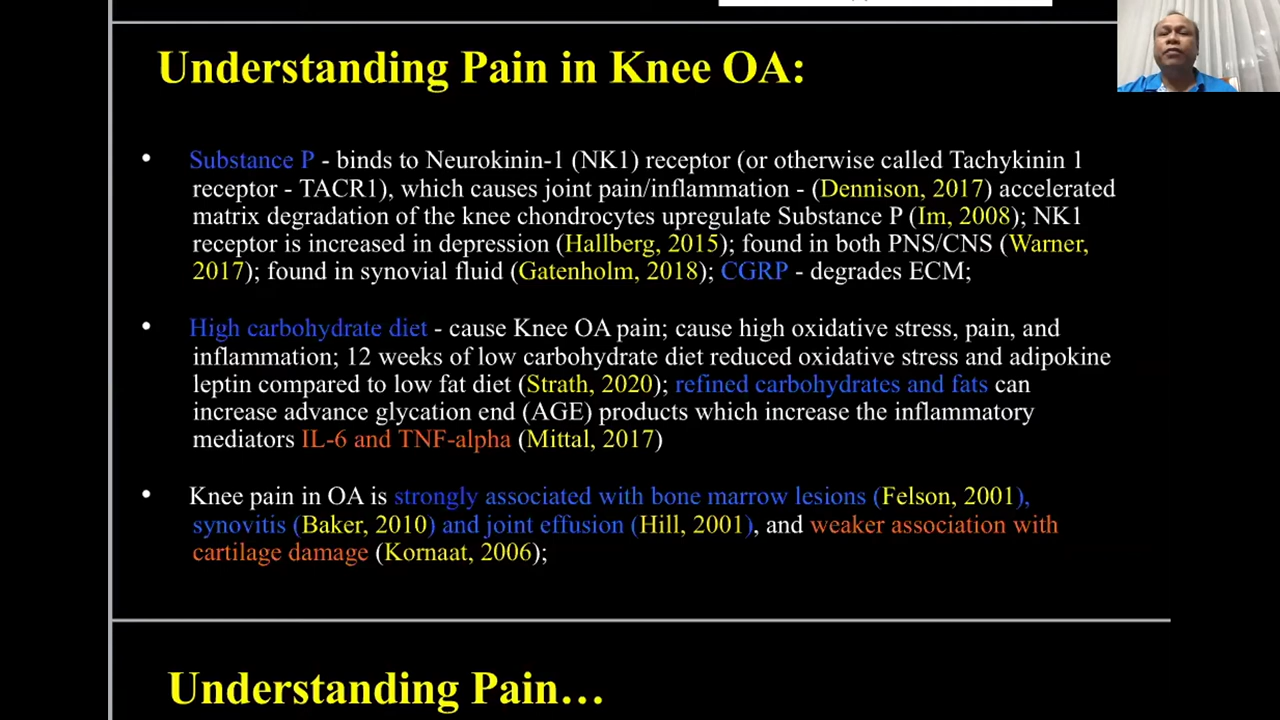 Understanding Pain in Knee OA:
• Substance P - binds to Neurokinin-1 (NK1) receptor (or otherwise called Tachykinin 1
receptor - TACR1), which causes joint pain/inflammation - (Dennison, 2017) accelerated
matrix degradation of the knee chondrocytes upregulate Substance P (Im, 2008); NK1
receptor is increased in depression (Hallberg, 2015); found in both PNS/CNS (Warner,
2017); found in synovial fluid (Gatenholm, 2018); CGRP - degrades ECM;
• High carbohydrate diet - cause Knee OA pain; cause high oxidative stress, pain, and
inflammation; 12 weeks of low carbohydrate diet reduced oxidative stress and adipokine
leptin compared to low fat diet (Strath, 2020); refined carbohydrates and fats can
increase advance glycation end (AGE) products which increase the inflammatory
mediators IL-6 and TNF-alpha (Mittal, 2017)
• Knee pain in OA is strongly associated with bone marrow lesions (Felson, 2001),
synovitis (Baker, 2010) and joint effusion (Hill, 2001), and weaker association with
cartilage damage (Kornaat, 2006);
Understanding Pain…